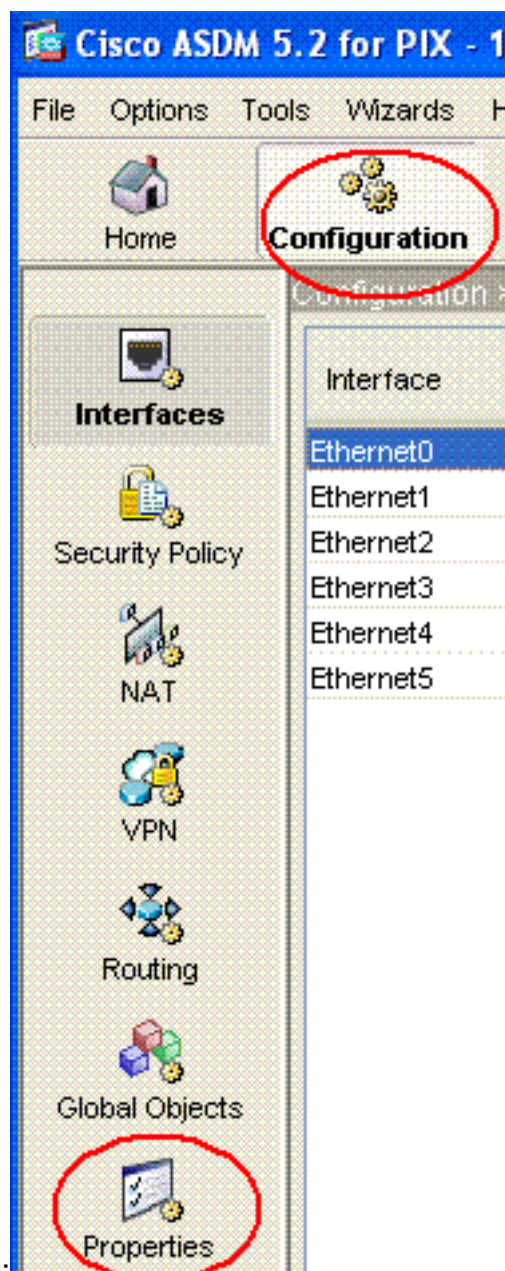 Cisco ASDM 5.2 for PIX - 1
File Options Tools Wizards H
Home Configuration
Configuration >
Interfaces
Interface
Ethernet0
Ethernet1
Ethernet2
Ethernet3
Ethernet4
Ethernet5
Security Policy
NAT
VPN
Routing
Global Objects
Properties
.